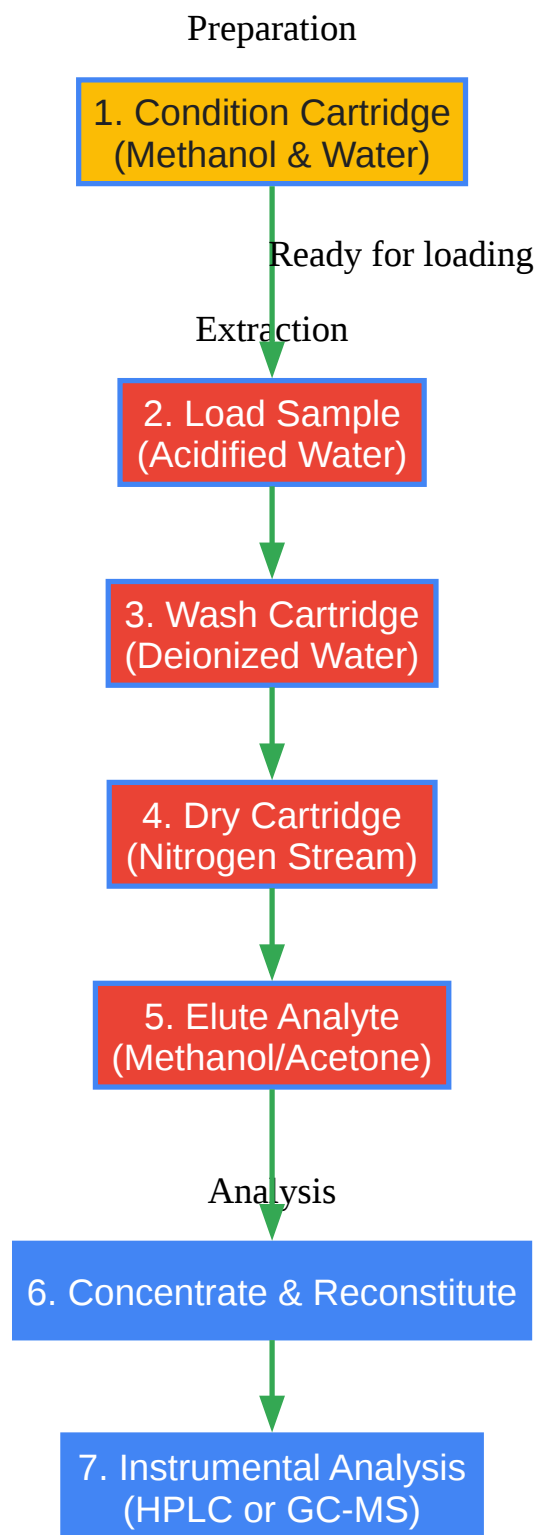 Preparation
1. Condition Cartridge
(Methanol & Water)
Ready for loading
Extraction
2. Load Sample
(Acidified Water)
3. Wash Cartridge
(Deionized Water)
4. Dry Cartridge
(Nitrogen Stream)
5. Elute Analyte
(Methanol/Acetone)
Analysis
6. Concentrate & Reconstitute
7. Instrumental Analysis
(HPLC or GC-MS)